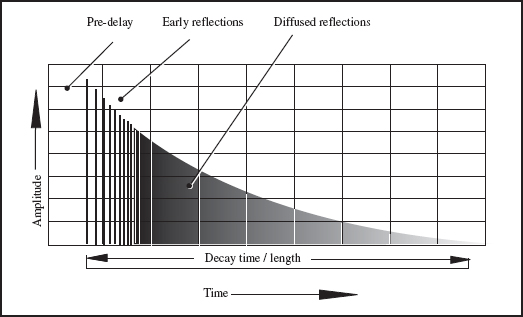 Pre-delay
Early reflections
Diffused reflections
Amplitude
Decay time / length
Time